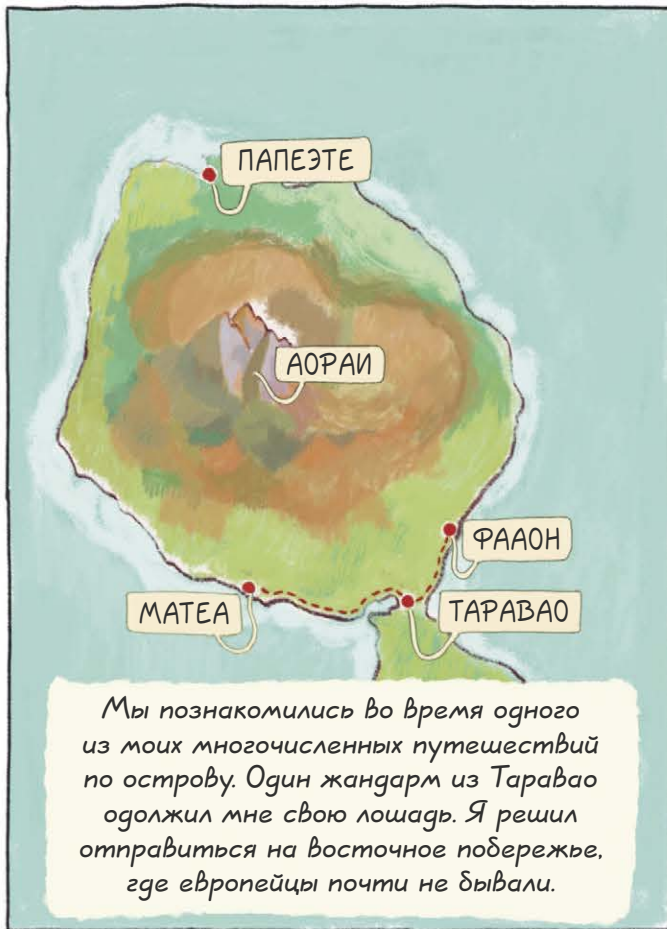 ПАПЕЭТЕ
АОРАИ
ФААОН
МАТЕА
ТАРАВАО
Мы познакомились во время одного
из моих многочисленных путешествий
по острову. Один жандарм из Таравао
одолжил мне свою лошадь. Я решил
отправиться на восточное побережье,
где европейцы почти не бывали.